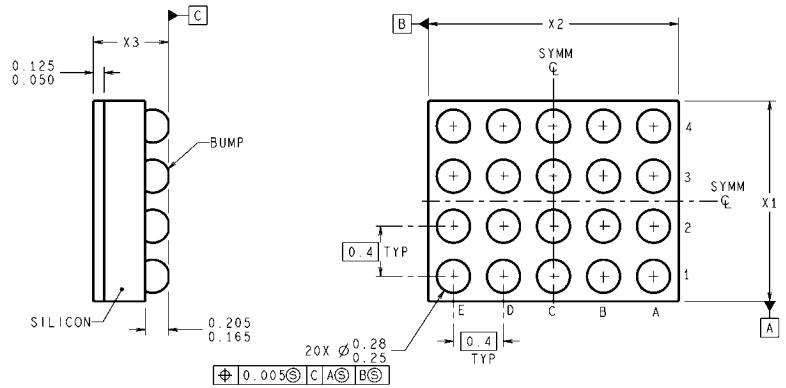 C
B
X3
X2
0.125
0.050
SYMM
℄
4
BUMP
3
SYMM
℄
X1
2
0.4 TYP
1
SILICON
0.205
0.165
E D C B A
20X Ø 0.28
0.25
0.4
TYP
A
⌖ 0.005Ⓢ C AⓈ BⓈ